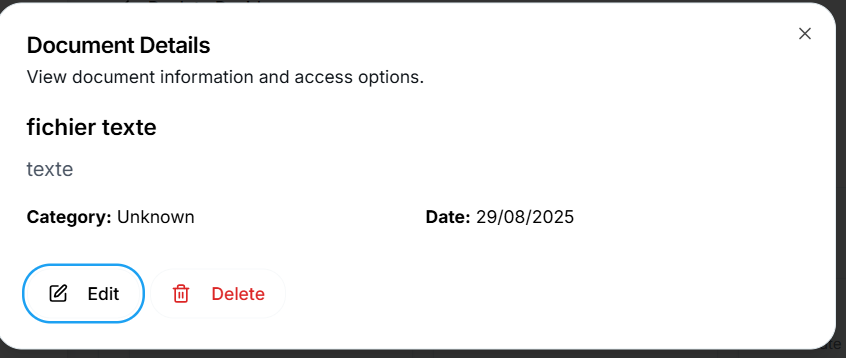 Document Details
View document information and access options.
fichier texte
texte
Category: Unknown
Date: 29/08/2025
Edit
Delete